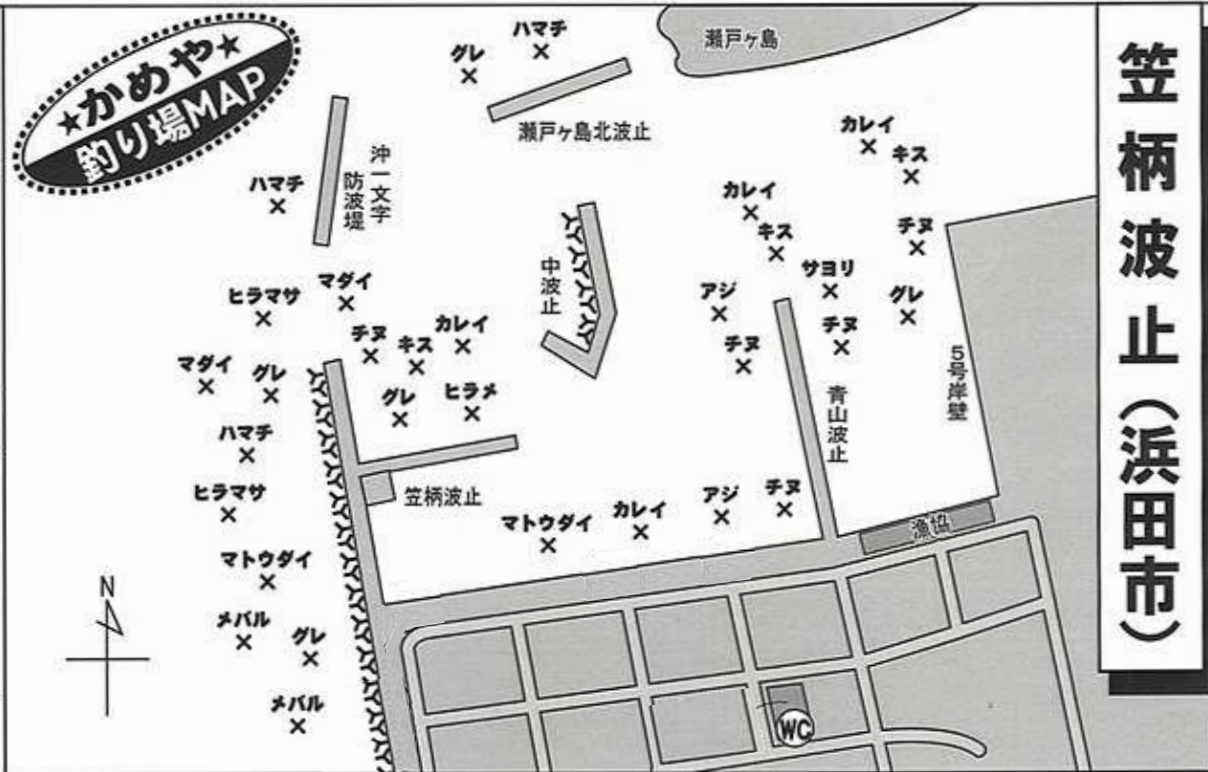 ★かめや★
釣り場MAP
笠柄波止(浜田市)
瀬戸ヶ島
ハマチ
グレ
瀬戸ヶ島北波止
沖一文字
防波堤
ハマチ
カレイ
キス
カレイ
キス
チヌ
サヨリ
グレ
チヌ
アジ
チヌ
中波止
マダイ
ヒラマサ
チヌ
キス
カレイ
マダイ
グレ
グレ
ヒラメ
ハマチ
ヒラマサ
5号岸壁
青山波止
笠柄波止
マトウダイ
カレイ
アジ
チヌ
漁協
マトウダイ
メバル
グレ
メバル
N
WC